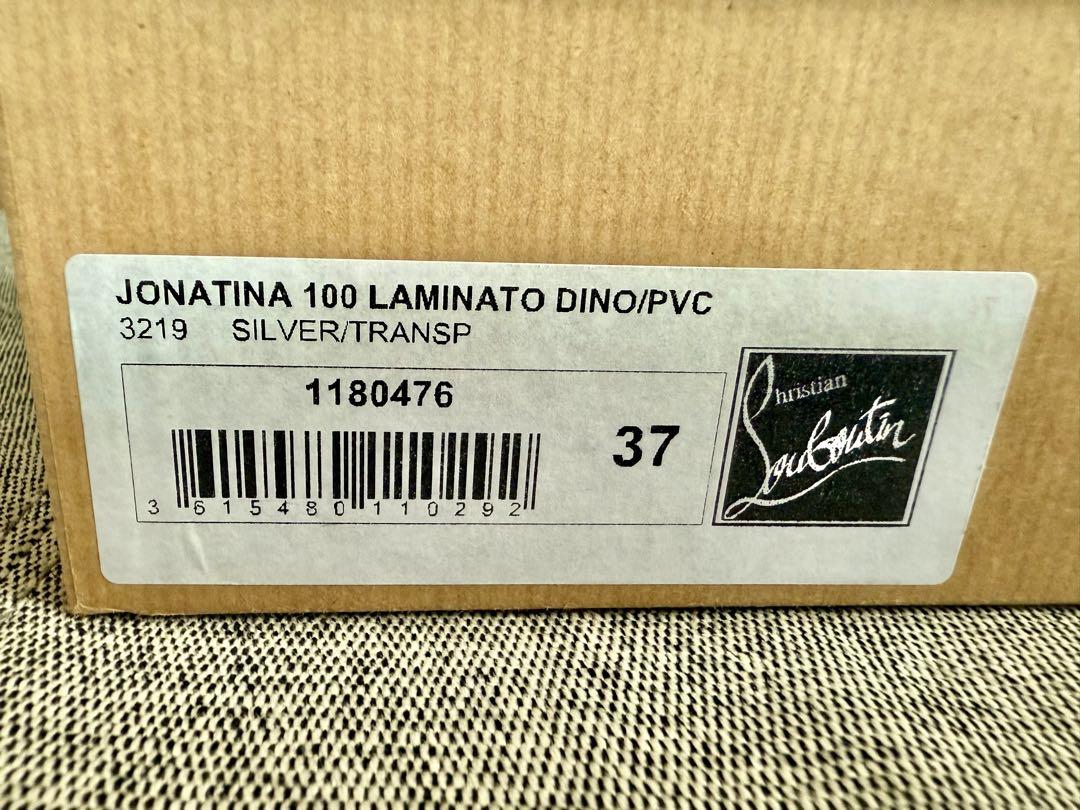 JONATINA 100 LAMINATO DINO/PVC
3219 SILVER/TRANSP
1180476
37
3 615480 110292
Christian
Louboutin